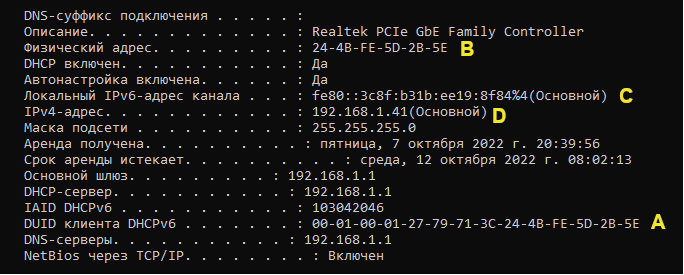 DNS-суффикс подключения . . . . . :
Описание. . . . . . . . . . . . . : Realtek PCIe GbE Family Controller
Физический адрес. . . . . . . . . : 24-4B-FE-5D-2B-5E B
DHCP включен. . . . . . . . . . . : Да
Автонастройка включена. . . . . . : Да
Локальный IPv6-адрес канала . . . : fe80::3c8f:b31b:ee19:8f84%4(Основной) C
IPv4-адрес. . . . . . . . . . . . : 192.168.1.41(Основной) D
Маска подсети . . . . . . . . . . : 255.255.255.0
Аренда получена. . . . . . . . . . : пятница, 7 октября 2022 г. 20:39:56
Срок аренды истекает. . . . . . . . . . : среда, 12 октября 2022 г. 08:02:13
Основной шлюз. . . . . . . . . : 192.168.1.1
DHCP-сервер. . . . . . . . . . . : 192.168.1.1
IAID DHCPv6 . . . . . . . . . . . : 103042046
DUID клиента DHCPv6 . . . . . . . : 00-01-00-01-27-79-71-3C-24-4B-FE-5D-2B-5E A
DNS-серверы. . . . . . . . . . . : 192.168.1.1
NetBios через TCP/IP. . . . . . . . : Включен